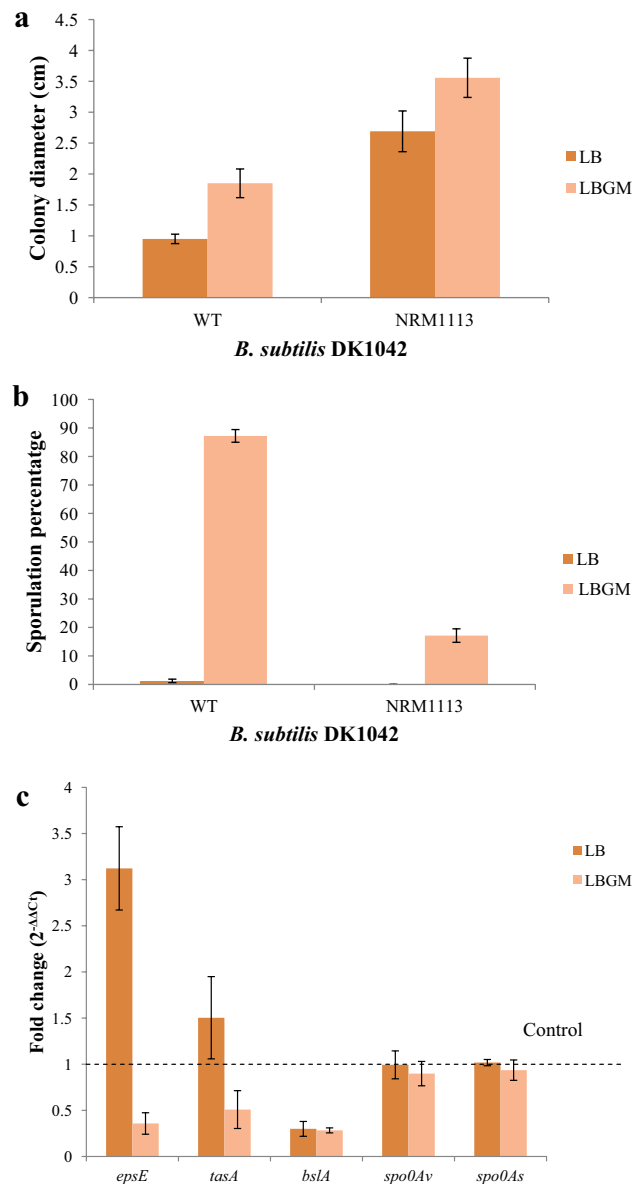 a
Colony diameter (cm)
4.5
4
3.5
3
2.5
2
1.5
1
0.5
0
WT
NRM1113
B. subtilis DK1042
LB
LBGM
b
Sporulation percentatge
100
90
80
70
60
50
40
30
20
10
0
WT
NRM1113
B. subtilis DK1042
LB
LBGM
c
Fold change (2-ΔΔCt)
4
3.5
3
2.5
2
1.5
1
0.5
0
Control
epsE
tasA
bslA
spo0Av
spo0As
LB
LBGM